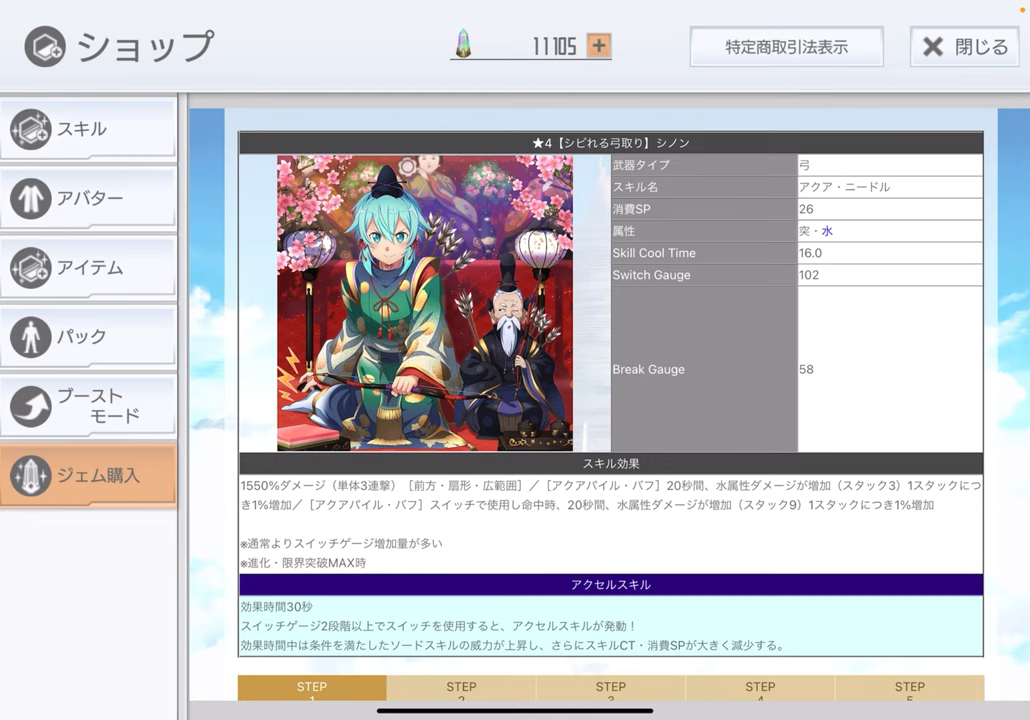 ショップ
11105
特定商取引法表示
閉じる
スキル
アバター
アイテム
パック
ブースト
モード
ジェム購入
★4【シビれる弓取り】シノン
武器タイプ 弓
スキル名 アクア・ニードル
消費SP 26
属性 突・水
Skill Cool Time 16.0
Switch Gauge 102
Break Gauge 58
スキル効果
1550%ダメージ（単体3連撃）［前方・扇形・広範囲］／［アクアパイル・バフ］20秒間、水属性ダメージが増加（スタック3）1スタックにつ
き1%増加／［アクアパイル・バフ］スイッチで使用し命中時、20秒間、水属性ダメージが増加（スタック9）1スタックにつき1%増加
※通常よりスイッチゲージ増加量が多い
※進化・限界突破MAX時
アクセルスキル
効果時間30秒
スイッチゲージ2段階以上でスイッチを使用すると、アクセルスキルが発動！
効果時間中は条件を満たしたソードスキルの威力が上昇し、さらにスキルCT・消費SPが大きく減少する。
STEP STEP STEP STEP STEP
1 2 3 4 5